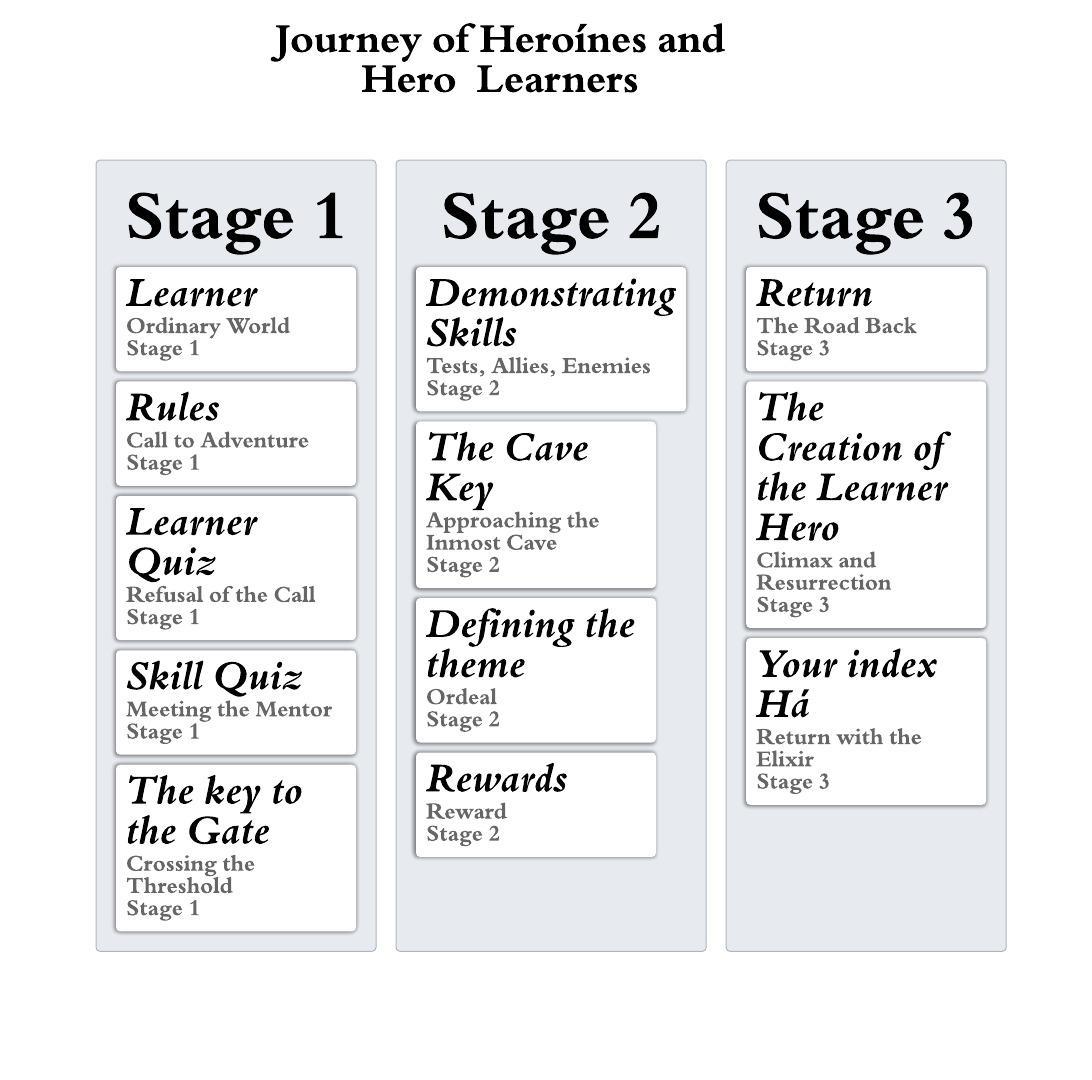 Journey of Heroínes and
Hero Learners
Stage 1
Learner
Ordinary World
Stage 1
Rules
Call to Adventure
Stage 1
Learner
Quiz
Refusal of the Call
Stage 1
Skill Quiz
Meeting the Mentor
Stage 1
The key to
the Gate
Crossing the
Threshold
Stage 1
Stage 2
Demonstrating
Skills
Tests, Allies, Enemies
Stage 2
The Cave
Key
Approaching the
Inmost Cave
Stage 2
Defining the
theme
Ordeal
Stage 2
Rewards
Reward
Stage 2
Stage 3
Return
The Road Back
Stage 3
The
Creation of
the Learner
Hero
Climax and
Resurrection
Stage 3
Your index
Há
Return with the
Elixir
Stage 3